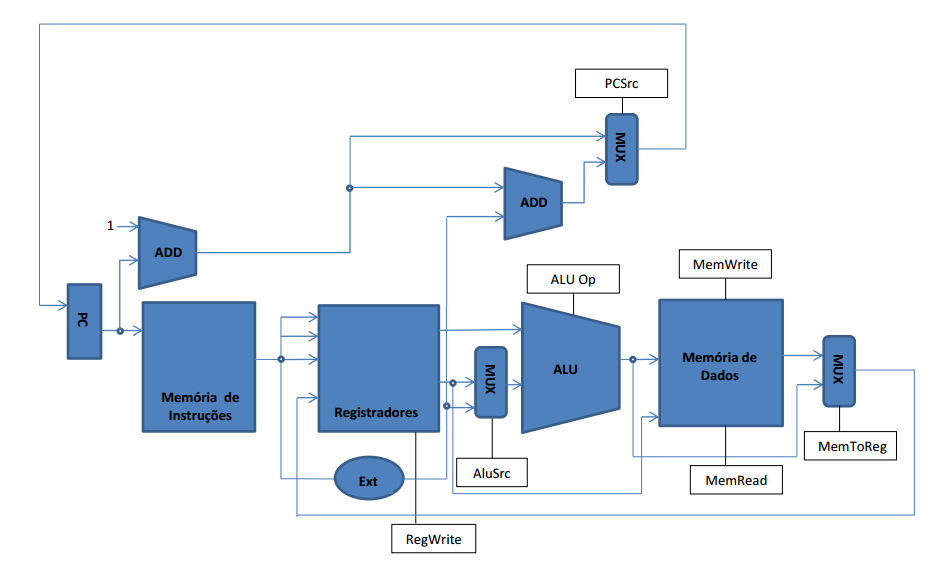 PCSrc
MUX
ADD
1
ADD
MemWrite
ALU Op
PC
MUX
MUX
ALU
Memória de
Dados
Memória de
Instruções
Registradores
MemToReg
AluSrc
Ext
MemRead
RegWrite